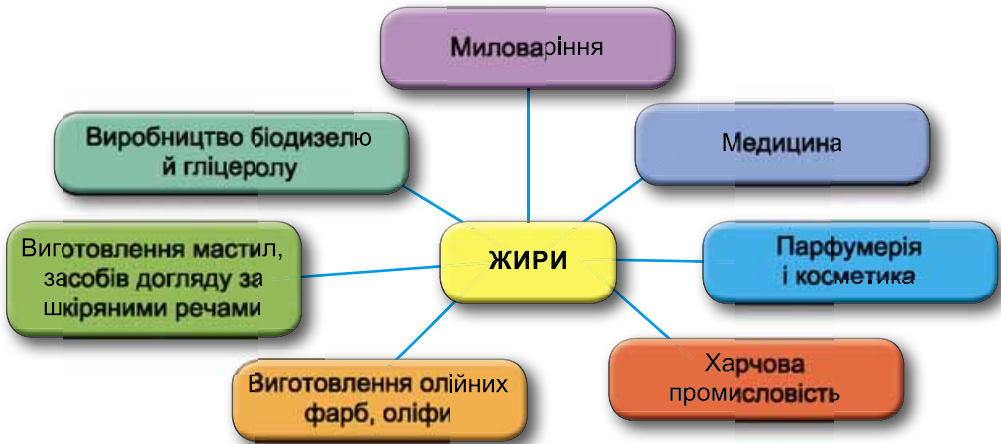 Миловаріння
Виробництво біодизелю
й гліцеролу
Медицина
Виготовлення мастил,
засобів догляду за
шкіряними речами
ЖИРИ
Парфумерія
і косметика
Виготовлення олійних
фарб, оліфи
Харчова
промисловість